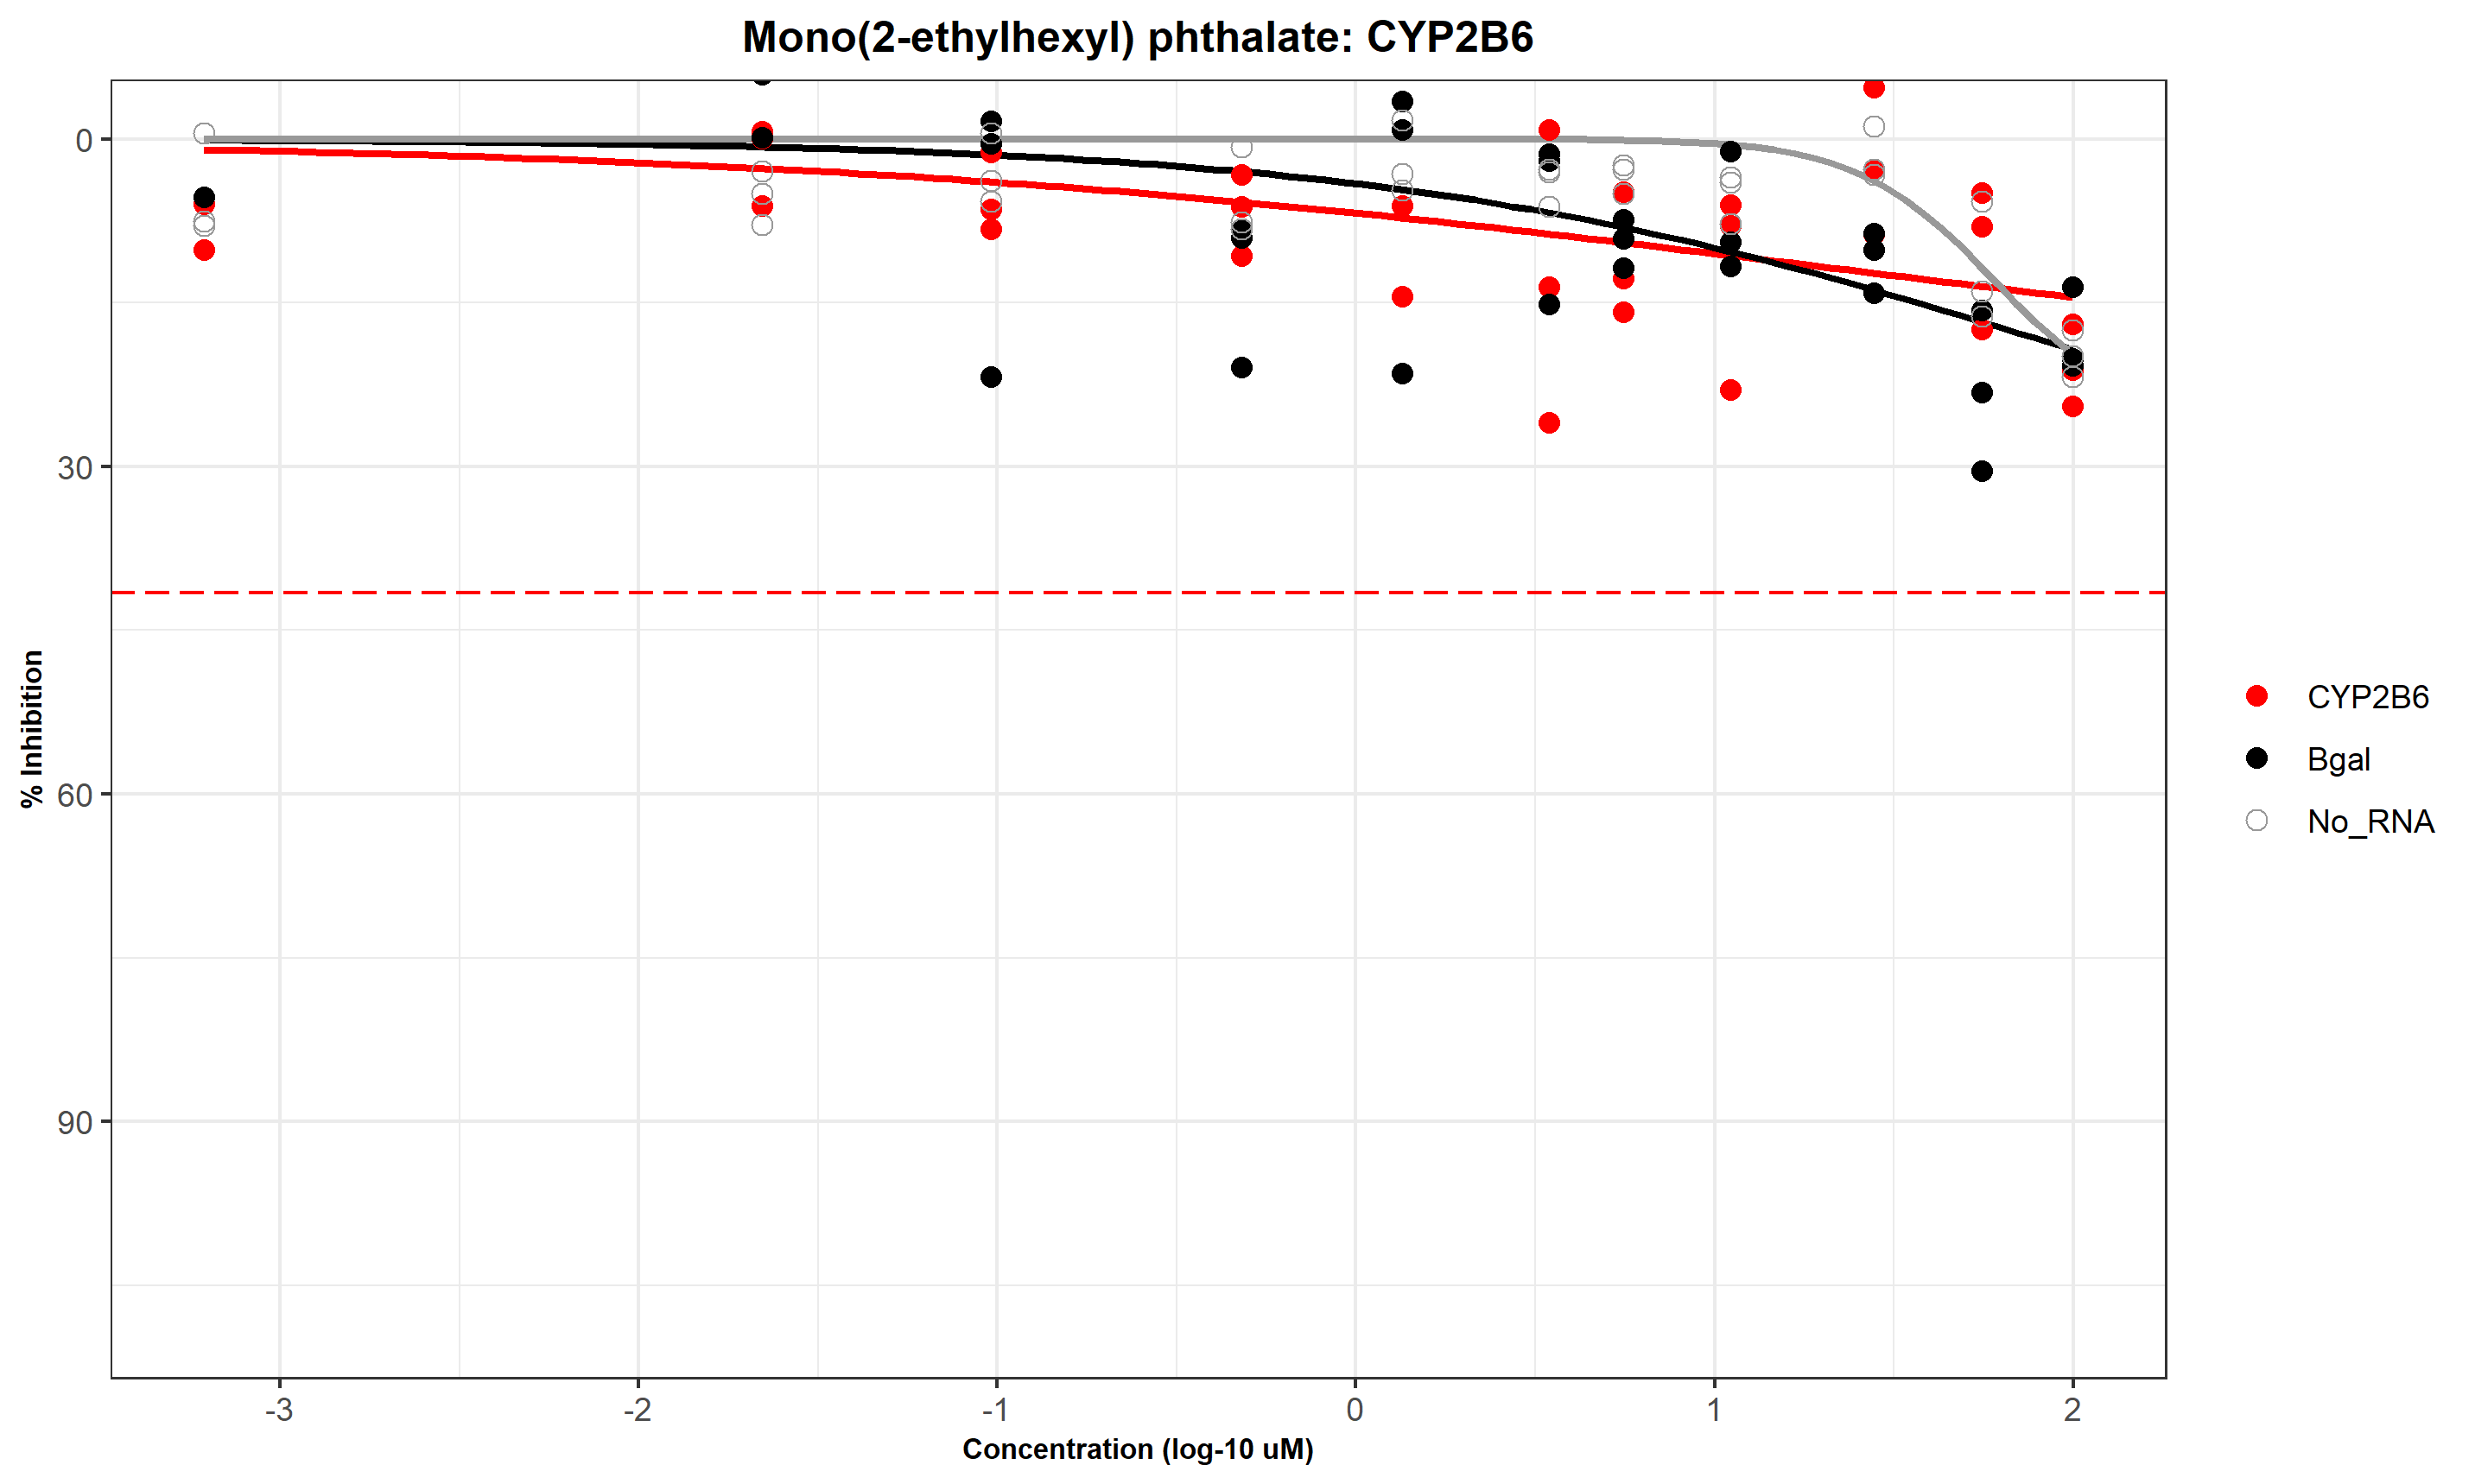 Mono(2-ethylhexyl) phthalate: CYP2B6
% Inhibition
0
30
60
90
-3
-2
-1
0
1
2
Concentration (log-10 uM)
CYP2B6
Bgal
No_RNA